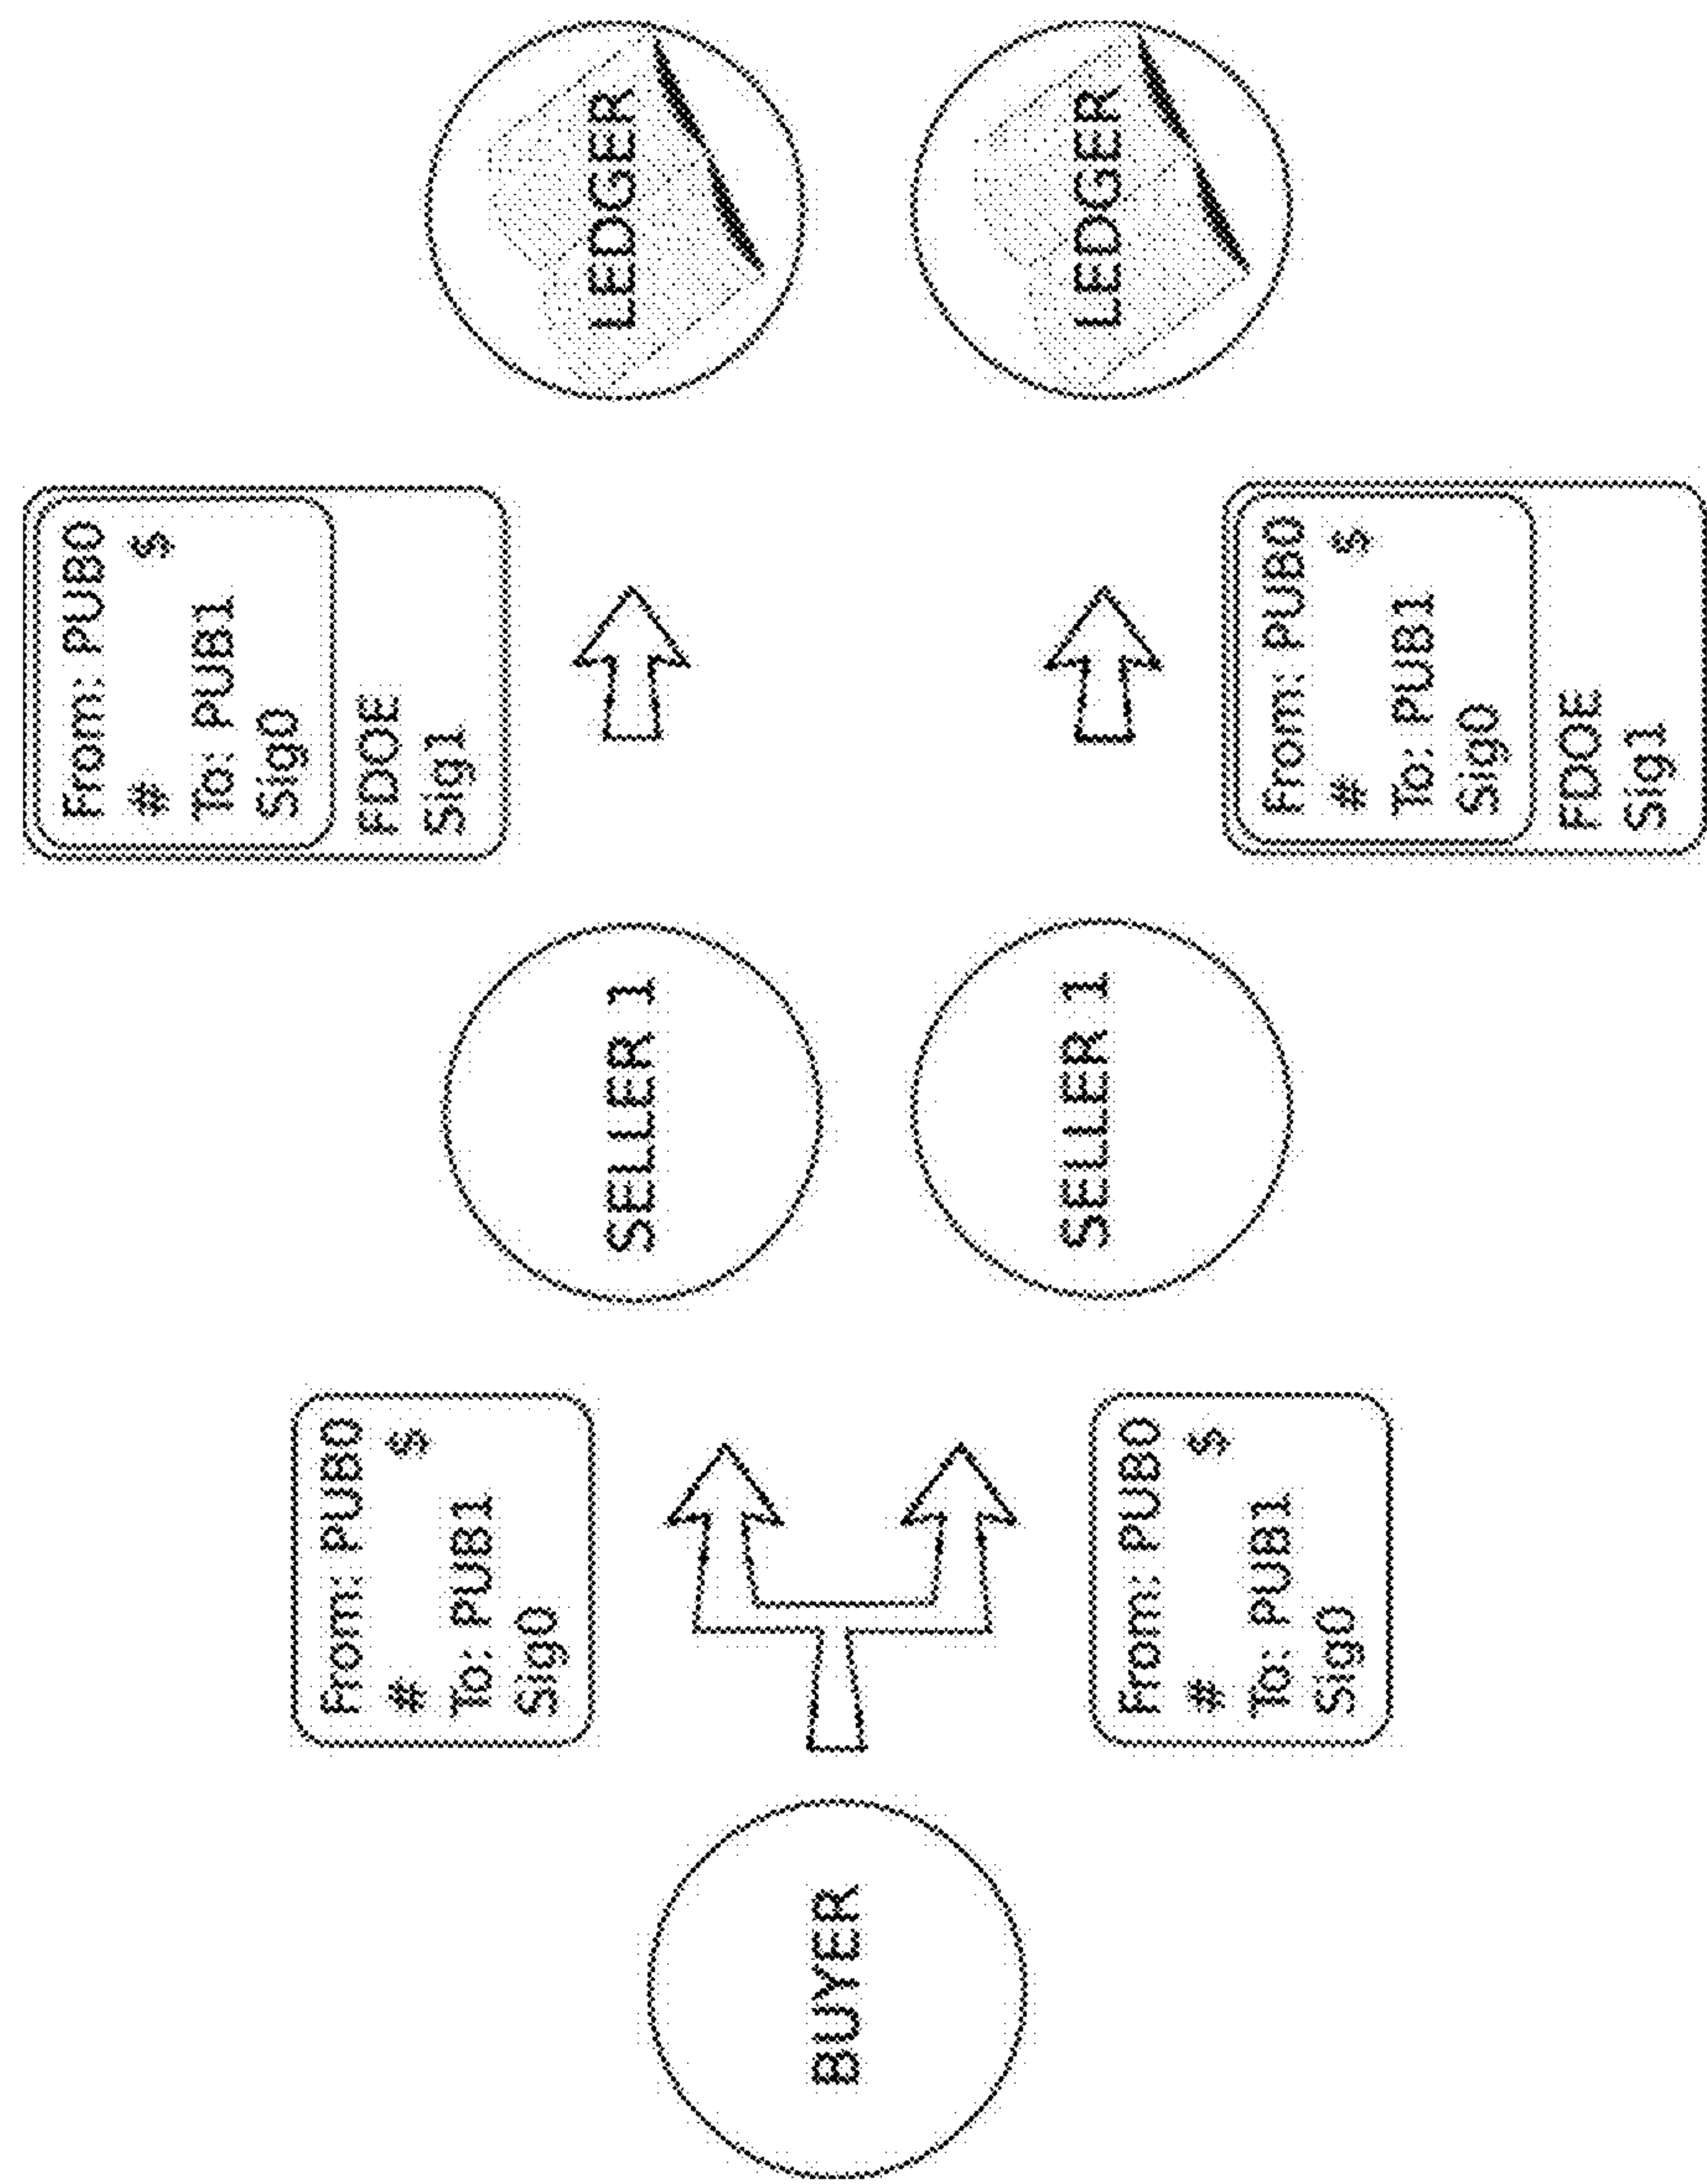 BUYER
From: PUB0
# $
To: PUB1
Sig0
From: PUB0
# $
To: PUB1
Sig0
SELLER 1
SELLER 1
From: PUB0
# $
To: PUB1
Sig0
FDOE
Sig1
From: PUB0
# $
To: PUB1
Sig0
FDOE
Sig1
LEDGER
LEDGER